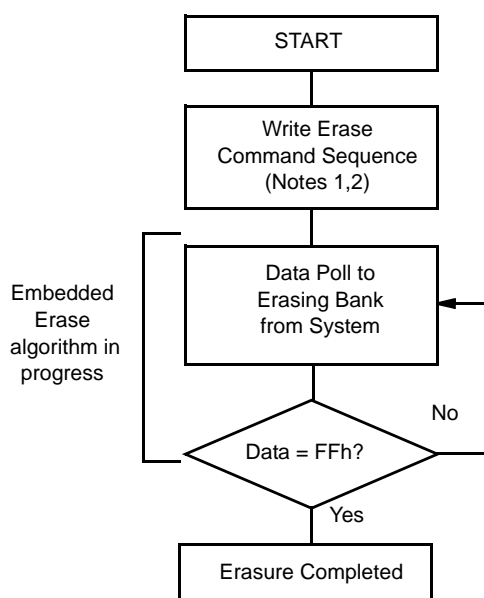 START
Write Erase
Command Sequence
(Notes 1,2)
Data Poll to
Erasing Bank
from System
Embedded
Erase
algorithm in
progress
No
Data = FFh?
Yes
Erasure Completed